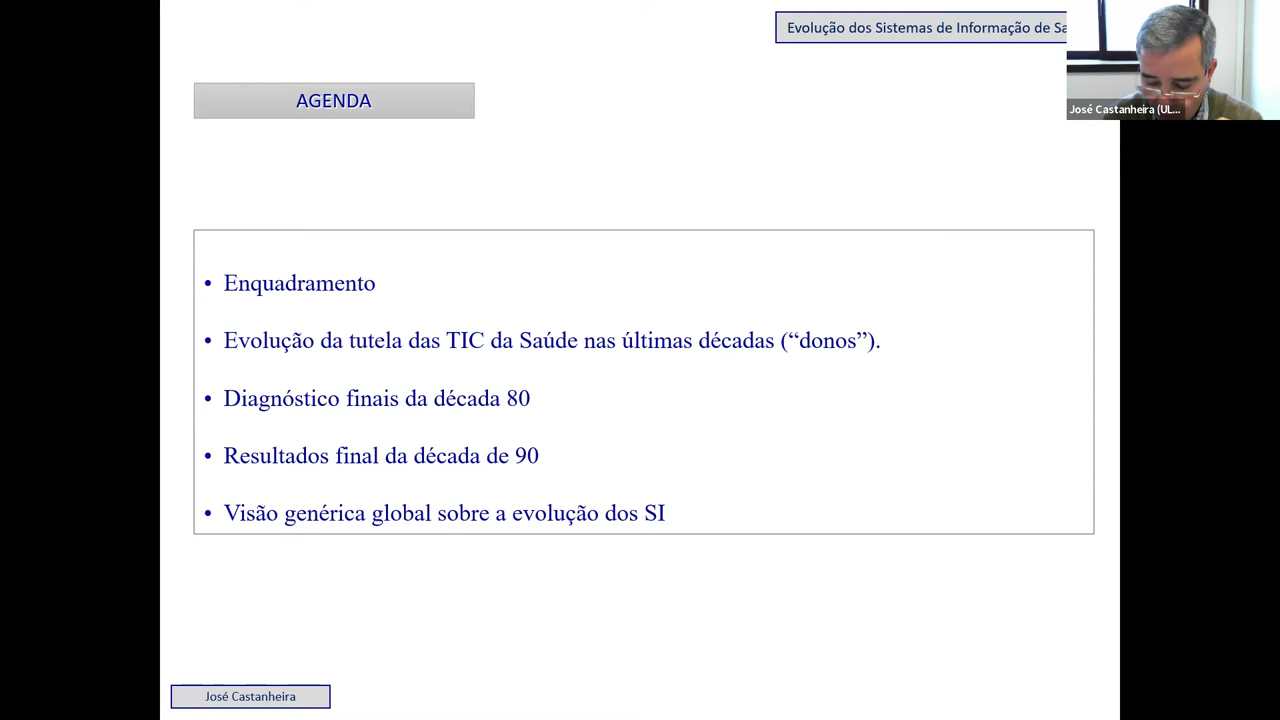 Evolução dos Sistemas de Informação de
José Castanheira (UL...
AGENDA
• Enquadramento
• Evolução da tutela das TIC da Saúde nas últimas décadas (“donos”).
• Diagnóstico finais da década 80
• Resultados final da década de 90
• Visão genérica global sobre a evolução dos SI
José Castanheira